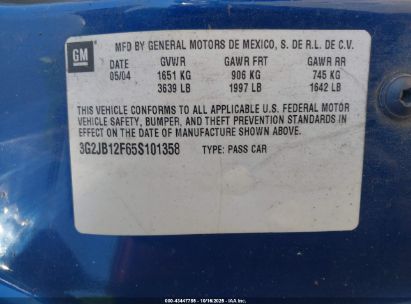 GM
MFD BY GENERAL MOTORS DE MEXICO, S. DE R.L. DE C.V.
DATE GVWR GAWR FRT GAWR RR
05/04 1651 KG 906 KG 745 KG
3639 LB 1997 LB 1642 LB
THIS VEHICLE CONFORMS TO ALL APPLICABLE U.S. FEDERAL MOTOR
VEHICLE SAFETY, BUMPER, AND THEFT PREVENTION STANDARDS IN
EFFECT ON THE DATE OF MANUFACTURE SHOWN ABOVE.
3G2JB12F65S101358 TYPE: PASS CAR